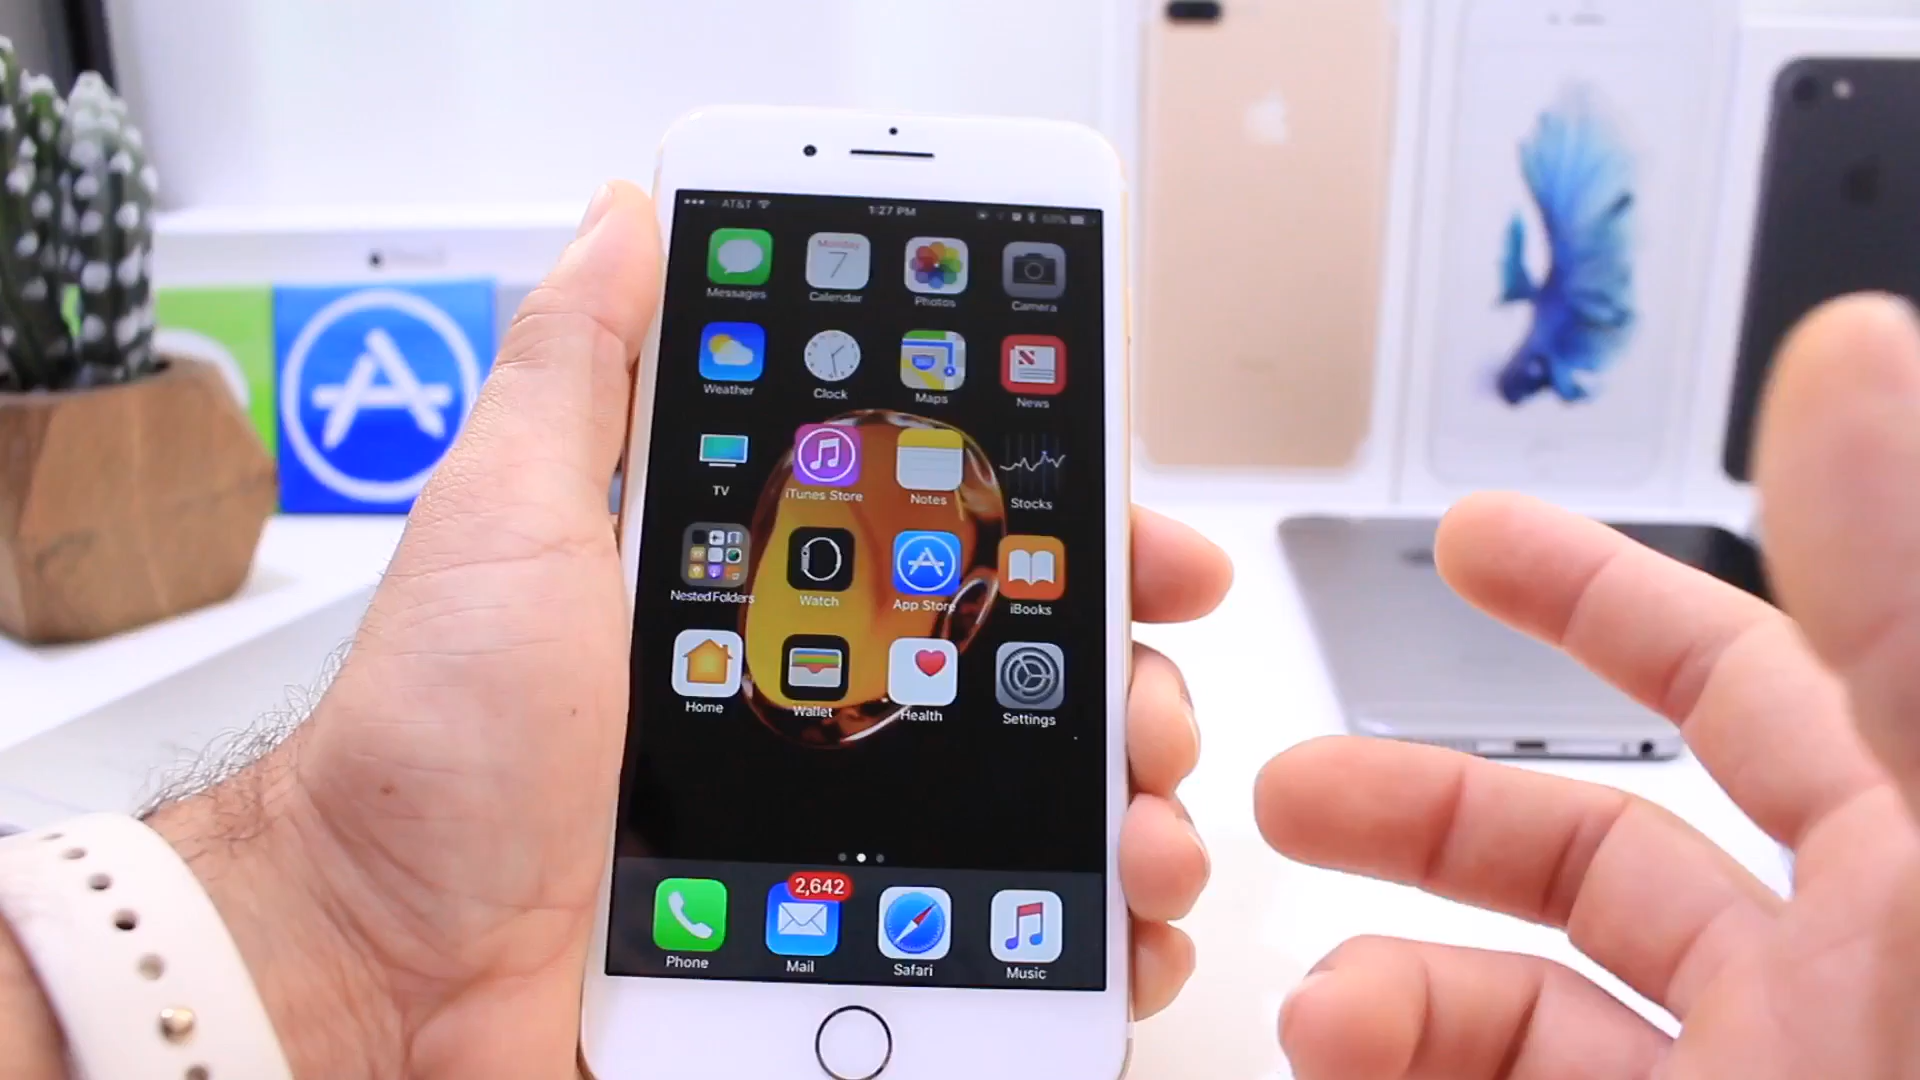 AT&T 1:27 PM
Messages
Monday
7
Calendar
Photos
Camera
Weather
Clock
Maps
News
TV
iTunes Store
Notes
Stocks
Nested Folders
Watch
App Store
iBooks
Home
Wallet
Health
Settings
2,642
Phone
Mail
Safari
Music